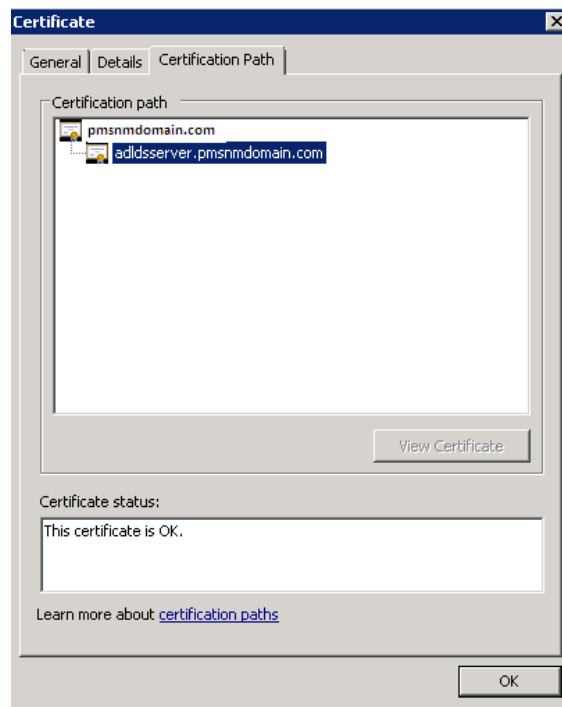 Certificate
General
Details
Certification Path
Certification path
pmsnmdomain.com
adldsserver.pmsnmdomain.com
View Certificate
Certificate status:
This certificate is OK.
Learn more about certification paths
OK